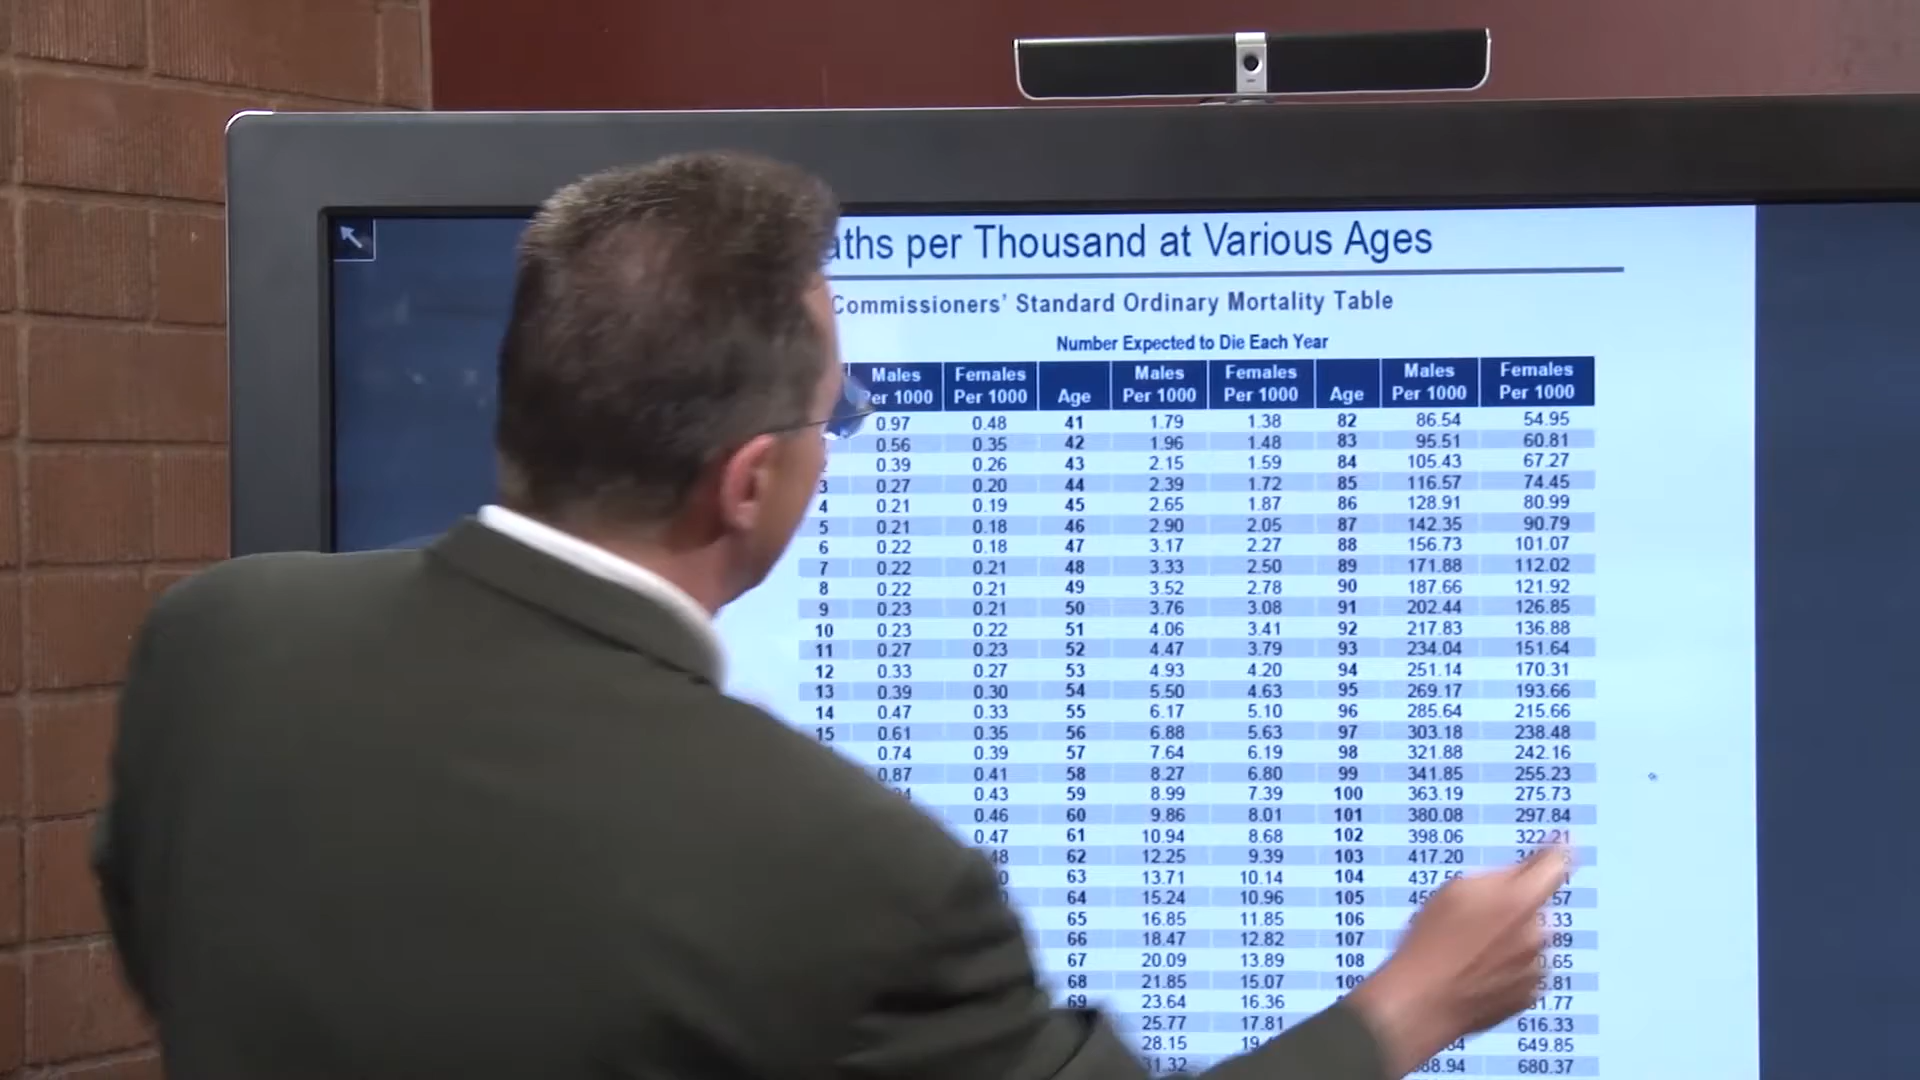 per Thousand at Various Ages
Commissioners' Standard Ordinary Mortality Table
Number Expected to Die Each Year
Males Females Males Females Males Females
Per 1000 Per 1000 Age Per 1000 Per 1000 Age Per 1000 Per 1000
0.97 0.48 41 1.79 1.38 82 86.54 54.95
0.56 0.35 42 1.96 1.48 83 95.51 60.81
0.39 0.26 43 2.15 1.59 84 105.43 67.27
3 0.27 0.20 44 2.39 1.72 85 116.57 74.45
4 0.21 0.19 45 2.65 1.87 86 128.91 80.99
5 0.21 0.18 46 2.90 2.05 87 142.35 90.79
6 0.22 0.18 47 3.17 2.27 88 156.73 101.07
7 0.22 0.21 48 3.33 2.50 89 171.88 112.02
8 0.22 0.21 49 3.52 2.78 90 187.66 121.92
9 0.23 0.21 50 3.76 3.08 91 202.44 126.85
10 0.23 0.22 51 4.06 3.41 92 217.83 136.88
11 0.27 0.23 52 4.47 3.79 93 234.04 151.64
12 0.33 0.27 53 4.93 4.20 94 251.14 170.31
13 0.39 0.30 54 5.50 4.63 95 269.17 193.66
14 0.47 0.33 55 6.17 5.10 96 285.64 215.66
15 0.61 0.35 56 6.88 5.63 97 303.18 238.48
0.74 0.39 57 7.64 6.19 98 321.88 242.16
0.87 0.41 58 8.27 6.80 99 341.85 255.23
0.43 59 8.99 7.39 100 363.19 275.73
0.46 60 9.86 8.01 101 380.08 297.84
0.47 61 10.94 8.68 102 398.06 322.21
62 12.25 9.39 103 417.20
63 13.71 10.14 104
64 15.24 10.96 105
65 16.85 11.85 106
66 18.47 12.82 107
67 20.09 13.89 108
68 21.85 15.07 109
69 23.64 16.36
25.77 17.81 616.33
28.15 649.85
680.37